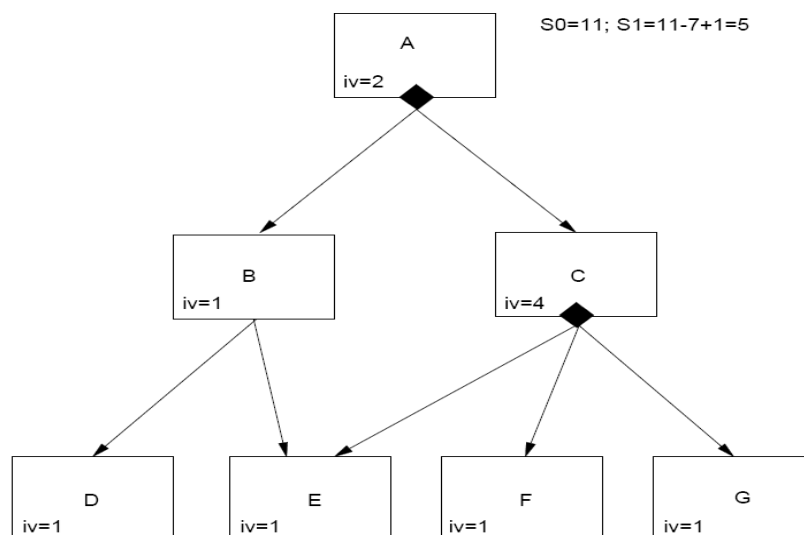 A
S0=11; S1=11-7+1=5
iv=2
B
iv=1
C
iv=4
D
iv=1
E
iv=1
F
iv=1
G
iv=1